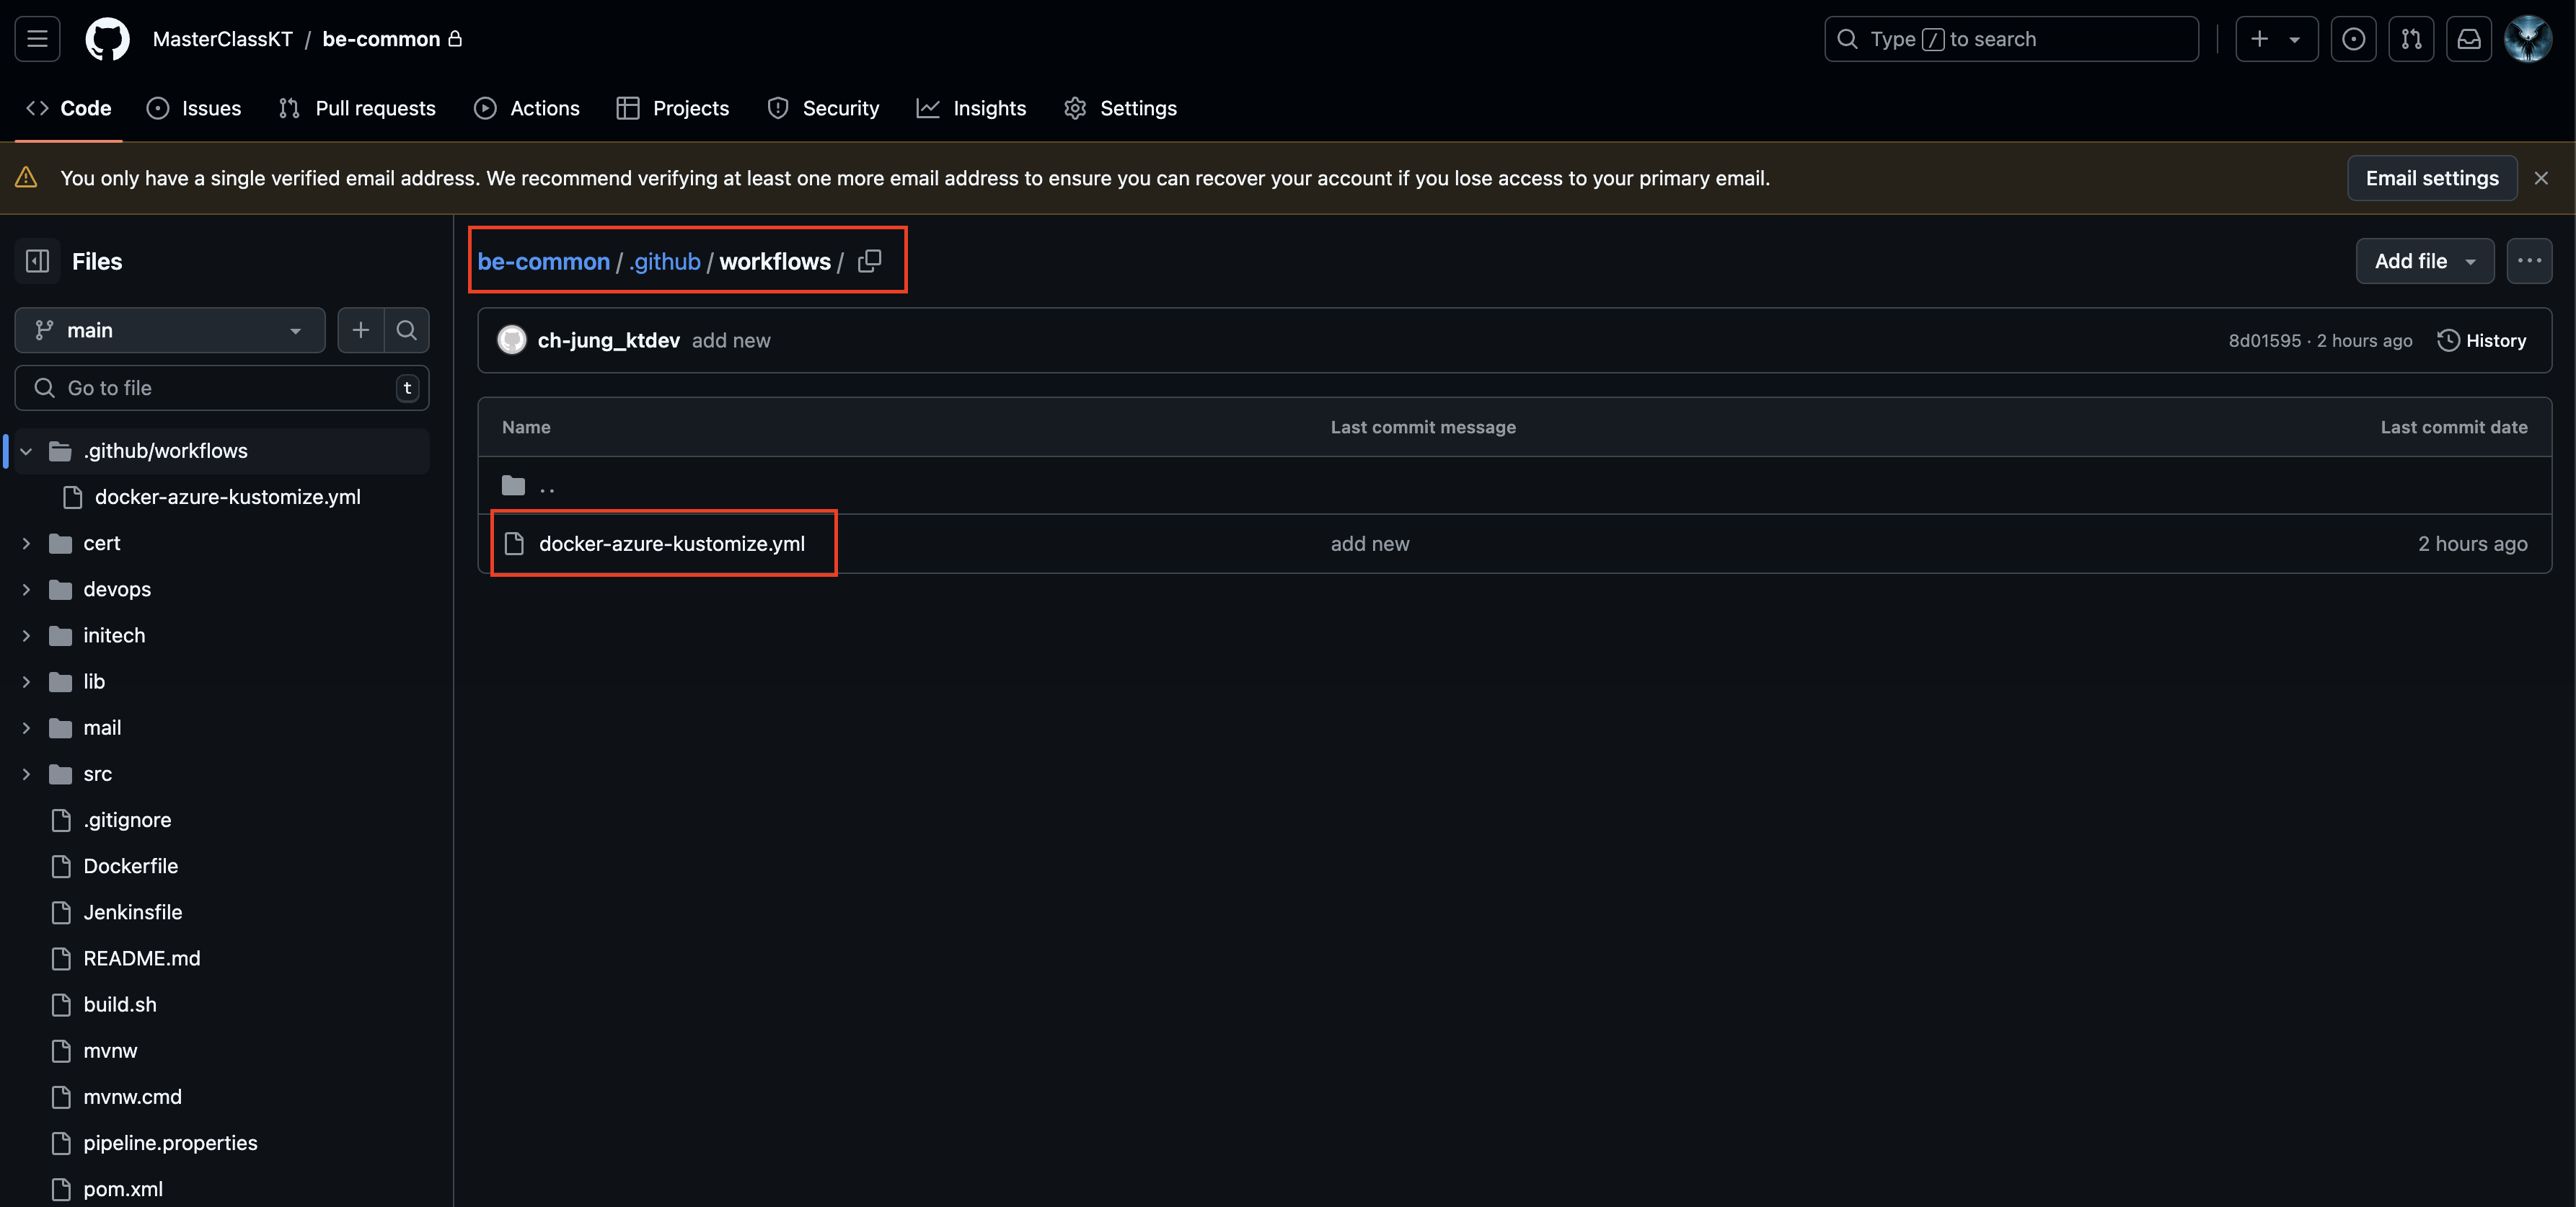 MasterClassKT / be-common
Type / to search
Code
Issues
Pull requests
Actions
Projects
Security
Insights
Settings
You only have a single verified email address. We recommend verifying at least one more email address to ensure you can recover your account if you lose access to your primary email.
Email settings
Files
be-common / .github / workflows /
Add file
main
ch-jung_ktdev add new
8d01595 · 2 hours ago
History
Go to file
t
Name
Last commit message
Last commit date
.github/workflows
..
docker-azure-kustomize.yml
docker-azure-kustomize.yml
add new
2 hours ago
cert
devops
initech
lib
mail
src
.gitignore
Dockerfile
Jenkinsfile
README.md
build.sh
mvnw
mvnw.cmd
pipeline.properties
pom.xml